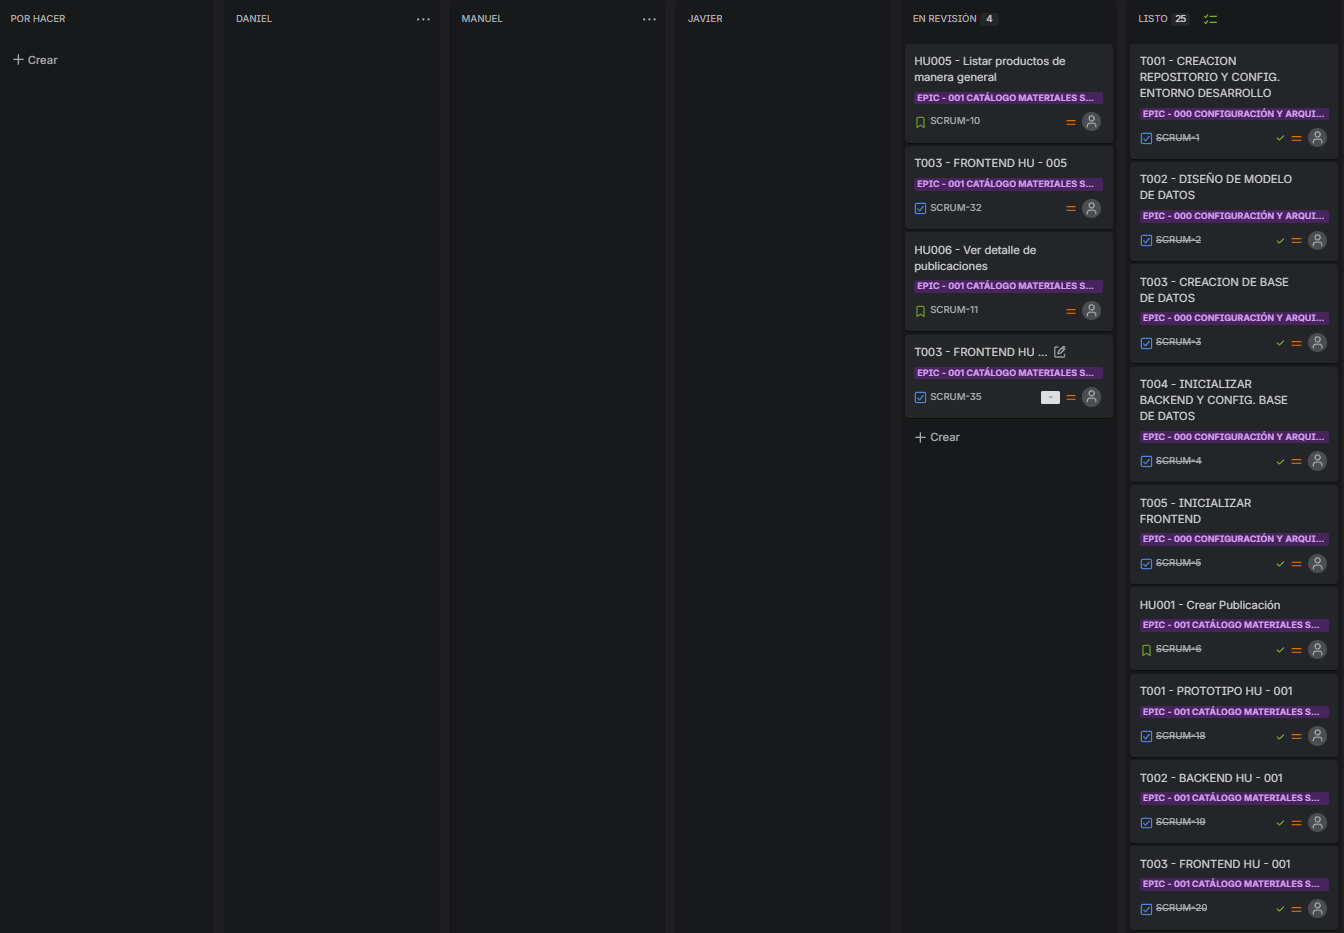 POR HACER
Crear
DANIEL
MANUEL
JAVIER
EN REVISIÓN 4
HU005 - Listar productos de
manera general
EPIC - 001 CATÁLOGO MATERIALES S...
SCRUM-10
T003 - FRONTEND HU - 005
EPIC - 001 CATÁLOGO MATERIALES S...
SCRUM-32
HU006 - Ver detalle de
publicaciones
EPIC - 001 CATÁLOGO MATERIALES S...
SCRUM-11
T003 - FRONTEND HU ...
EPIC - 001 CATÁLOGO MATERIALES S...
SCRUM-35 -
Crear
LISTO 25
T001 - CREACION
REPOSITORIO Y CONFIG.
ENTORNO DESARROLLO
EPIC - 000 CONFIGURACIÓN Y ARQUI...
SCRUM-1
T002 - DISEÑO DE MODELO
DE DATOS
EPIC - 000 CONFIGURACIÓN Y ARQUI...
SCRUM-2
T003 - CREACION DE BASE
DE DATOS
EPIC - 000 CONFIGURACIÓN Y ARQUI...
SCRUM-3
T004 - INICIALIZAR
BACKEND Y CONFIG. BASE
DE DATOS
EPIC - 000 CONFIGURACIÓN Y ARQUI...
SCRUM-4
T005 - INICIALIZAR
FRONTEND
EPIC - 000 CONFIGURACIÓN Y ARQUI...
SCRUM-5
HU001 - Crear Publicación
EPIC - 001 CATÁLOGO MATERIALES S...
SCRUM-6
T001 - PROTOTIPO HU - 001
EPIC - 001 CATÁLOGO MATERIALES S...
SCRUM-18
T002 - BACKEND HU - 001
EPIC - 001 CATÁLOGO MATERIALES S...
SCRUM-19
T003 - FRONTEND HU - 001
EPIC - 001 CATÁLOGO MATERIALES S...
SCRUM-20